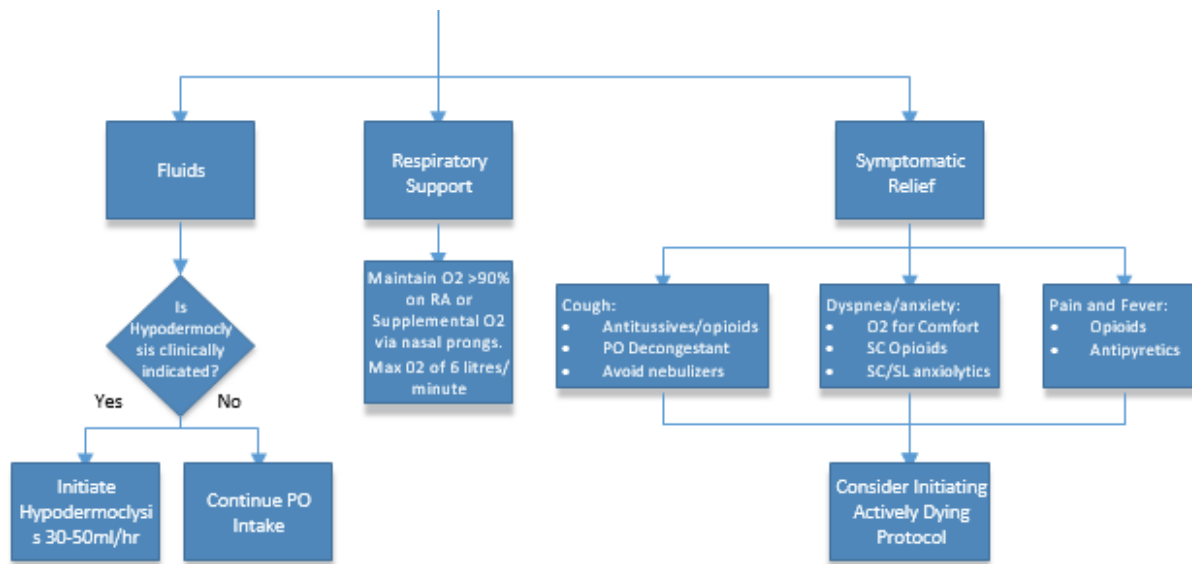 Fluids
Respiratory
Support
Symptomatic
Relief
Is
Hypodermocly
sis clinically
indicated?
Yes
No
Initiate
Hypodermoclysi
s 30-50ml/hr
Continue PO
Intake
Maintain O2 >90%
on RA or
Supplemental O2
via nasal prongs.
Max 02 of 6 litres/
minute
Cough:
• Antitussives/opioids
• PO Decongestant
• Avoid nebulizers
Dyspnea/anxiety:
• O2 for Comfort
• SC Opioids
• SC/SL anxiolytics
Pain and Fever:
• Opioids
• Antipyretics
Consider Initiating
Actively Dying
Protocol